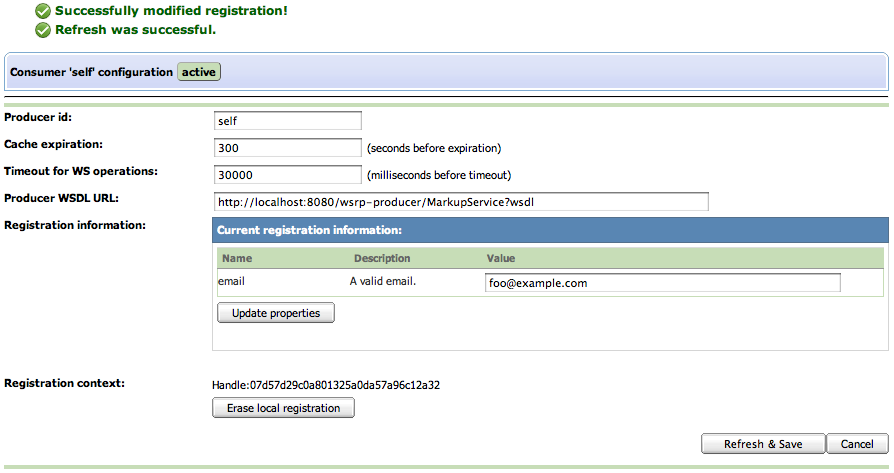 Successfully modified registration!
Refresh was successful.
Consumer 'self' configuration active
Producer id: self
Cache expiration: 300 (seconds before expiration)
Timeout for WS operations: 30000 (milliseconds before timeout)
Producer WSDL URL: http://localhost:8080/wsrp-producer/MarkupService?wsdl
Registration information: Current registration information:
Name Description Value
email A valid email. foo@example.com
Update properties
Registration context: Handle:07d57d29c0a801325a0da57a96c12a32
Erase local registration
Refresh & Save Cancel